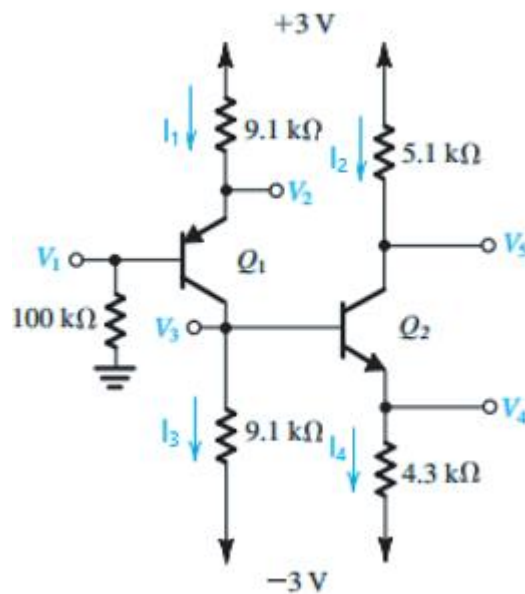 +3 V
I₁
9.1 kΩ
I₂
5.1 kΩ
V₂
V₁
Q₁
V₅
100 kΩ
V₃
Q₂
I₃
9.1 kΩ
I₄
V₄
4.3 kΩ
−3 V